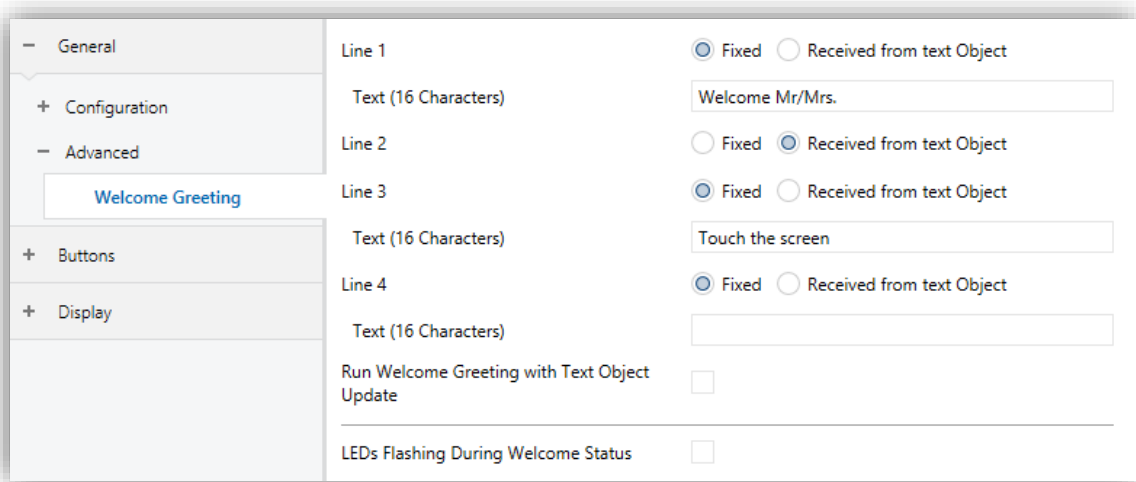 General
Configuration
Advanced
Welcome Greeting
Buttons
Display
Line 1 Fixed Received from text Object
Text (16 Characters) Welcome Mr/Mrs.
Line 2 Fixed Received from text Object
Line 3 Fixed Received from text Object
Text (16 Characters) Touch the screen
Line 4 Fixed Received from text Object
Text (16 Characters)
Run Welcome Greeting with Text Object
Update
LEDs Flashing During Welcome Status